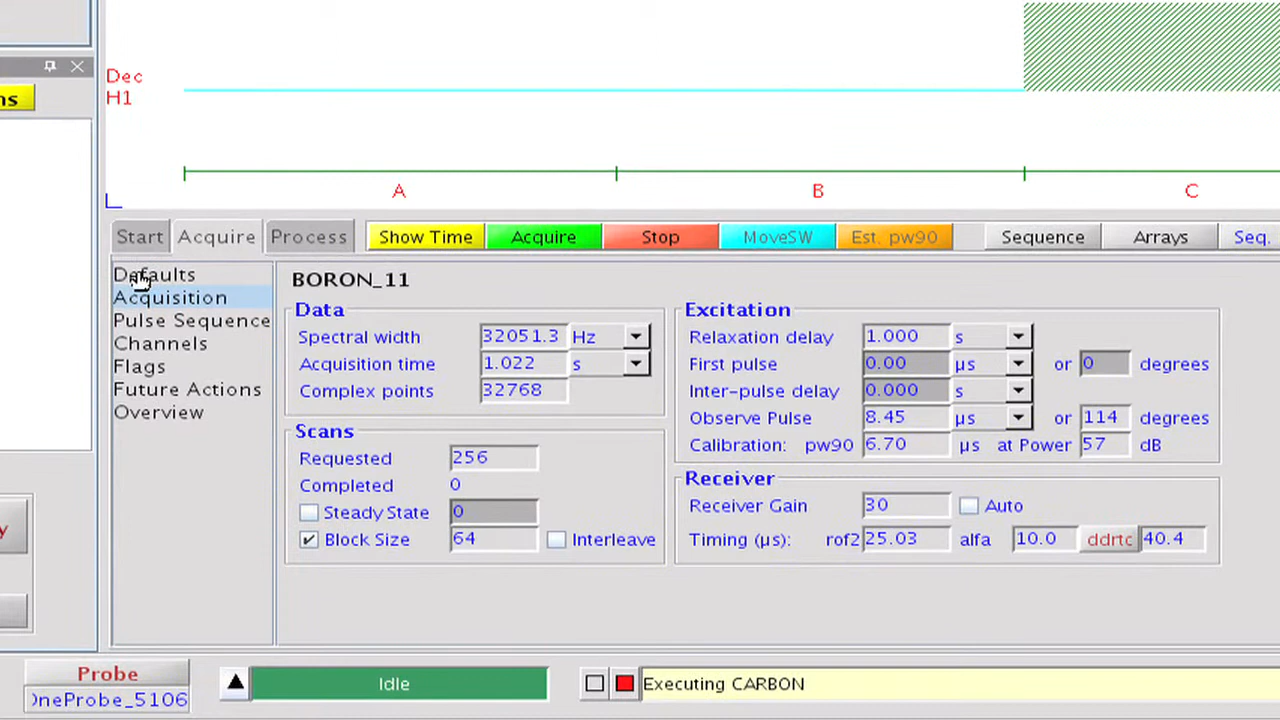 Dec
H1
ns
A B C
Start Acquire Process Show Time Acquire Stop MoveSW Est. pw90 Sequence Arrays Seq.
Defaults
Acquisition
Pulse Sequence
Channels
Flags
Future Actions
Overview
BORON_11
Data
Spectral width 32051.3 Hz
Acquisition time 1.022 s
Complex points 32768
Scans
Requested 256
Completed 0
Steady State 0
Block Size 64 Interleave
Excitation
Relaxation delay 1.000 s
First pulse 0.00 µs or 0 degrees
Inter-pulse delay 0.000 s
Observe Pulse 8.45 µs or 114 degrees
Calibration: pw90 6.70 µs at Power 57 dB
Receiver
Receiver Gain 30 Auto
Timing (µs): rof2 25.03 alfa 10.0 ddrtc 40.4
y
Probe
OneProbe_5106
Idle
Executing CARBON